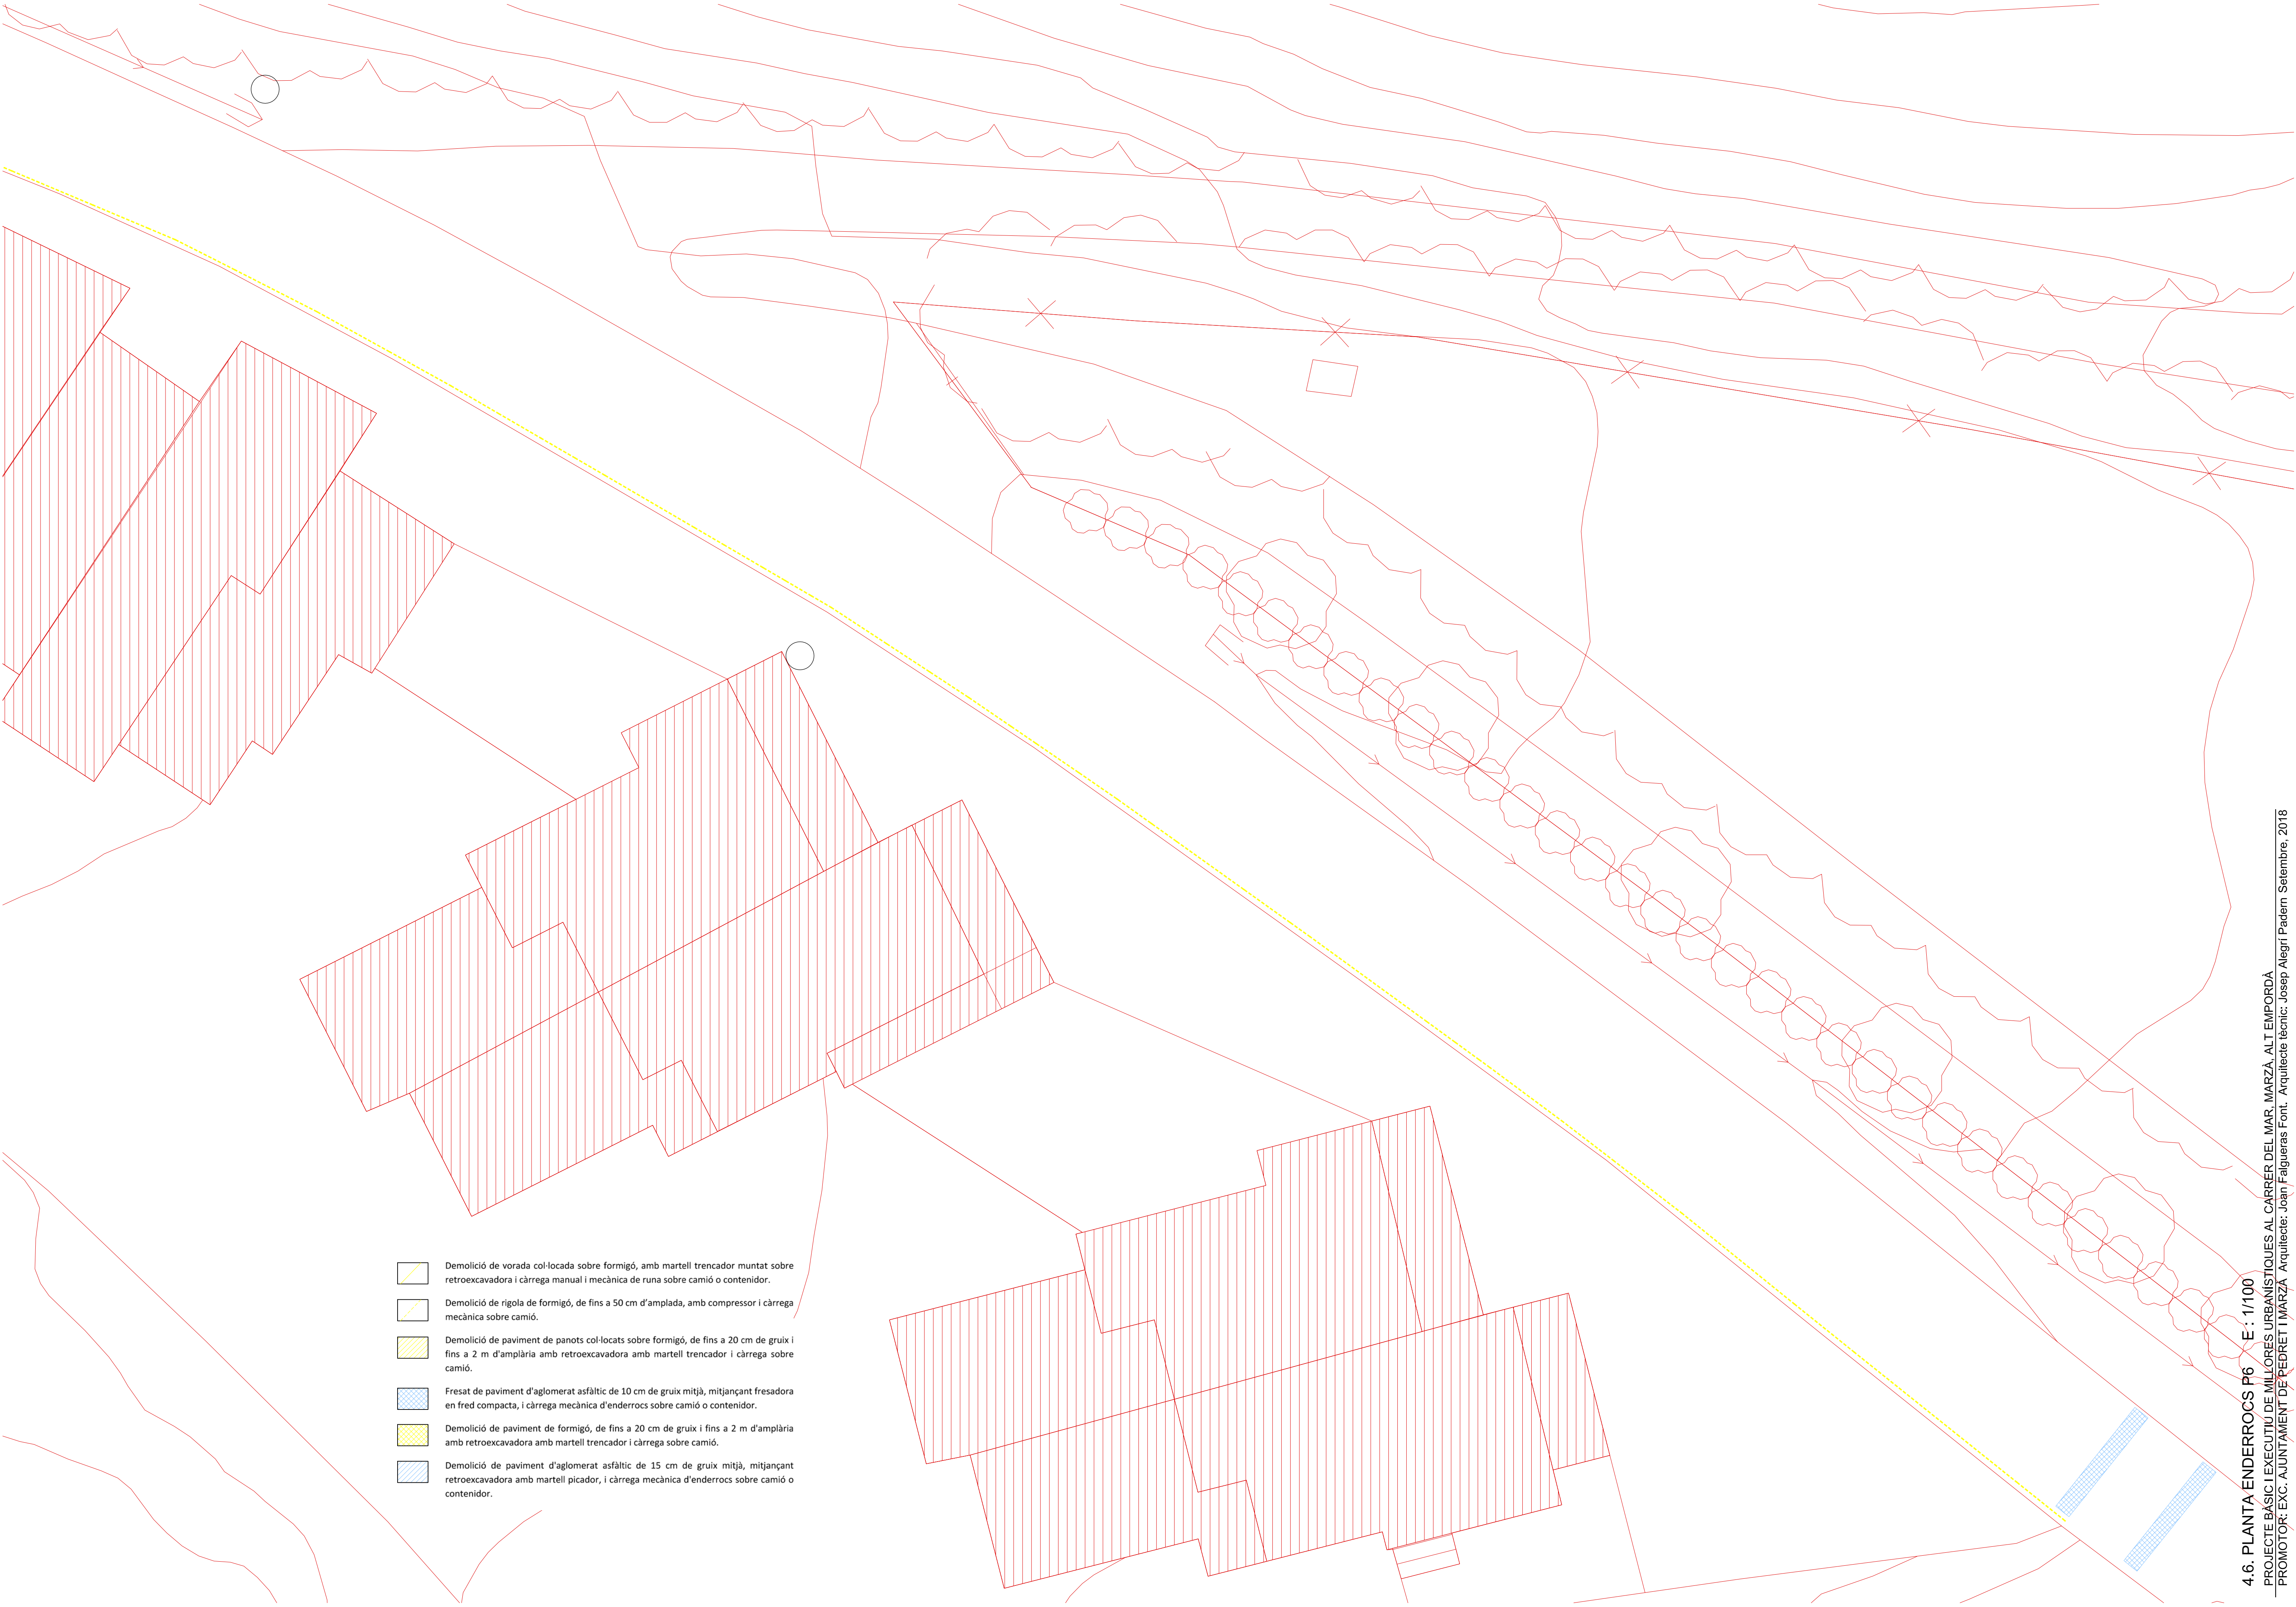 Demolició de vorada col·locada sobre formigó, amb martell trencador muntat sobre
retroexcavadora i càrrega manual i mecànica de runa sobre camió o contenidor.
Demolició de rigola de formigó, de fins a 50 cm d'amplada, amb compressor i càrrega
mecànica sobre camió.
Demolició de paviment de panots col·locats sobre formigó, de fins a 20 cm de gruix i
fins a 2 m d'amplària amb retroexcavadora amb martell trencador i càrrega sobre
camió.
Fresat de paviment d'aglomerat asfàltic de 10 cm de gruix mitjà, mitjançant fresadora
en fred compacta, i càrrega mecànica d'enderrocs sobre camió o contenidor.
Demolició de paviment de formigó, de fins a 20 cm de gruix i fins a 2 m d'amplària
amb retroexcavadora amb martell trencador i càrrega sobre camió.
Demolició de paviment d'aglomerat asfàltic de 15 cm de gruix mitjà, mitjançant
retroexcavadora amb martell picador, i càrrega mecànica d'enderrocs sobre camió o
contenidor.
4.6. PLANTA ENDERROCS P6 E : 1/100
PROJECTE BÀSIC I EXECUTIU DE MILLORES URBANÍSTIQUES AL CARRER DEL MAR, MARZÀ, ALT EMPORDÀ
PROMOTOR: EXC. AJUNTAMENT DE PEDRET I MARZÀ Arquitecte: Joan Falgueras Font. Arquitecte tècnic: Josep Alegrí Padern Setembre, 2018